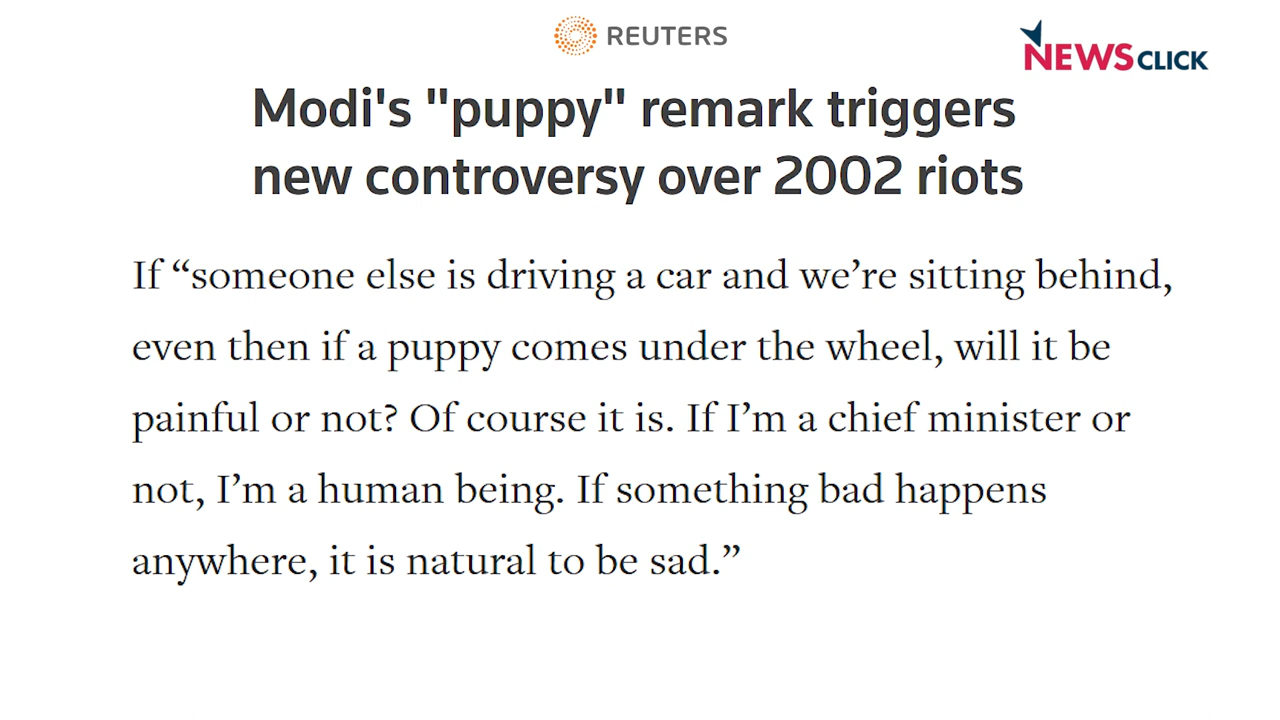 REUTERS
NEWSCLICK
Modi's "puppy" remark triggers
new controversy over 2002 riots
If “someone else is driving a car and we’re sitting behind,
even then if a puppy comes under the wheel, will it be
painful or not? Of course it is. If I’m a chief minister or
not, I’m a human being. If something bad happens
anywhere, it is natural to be sad.”